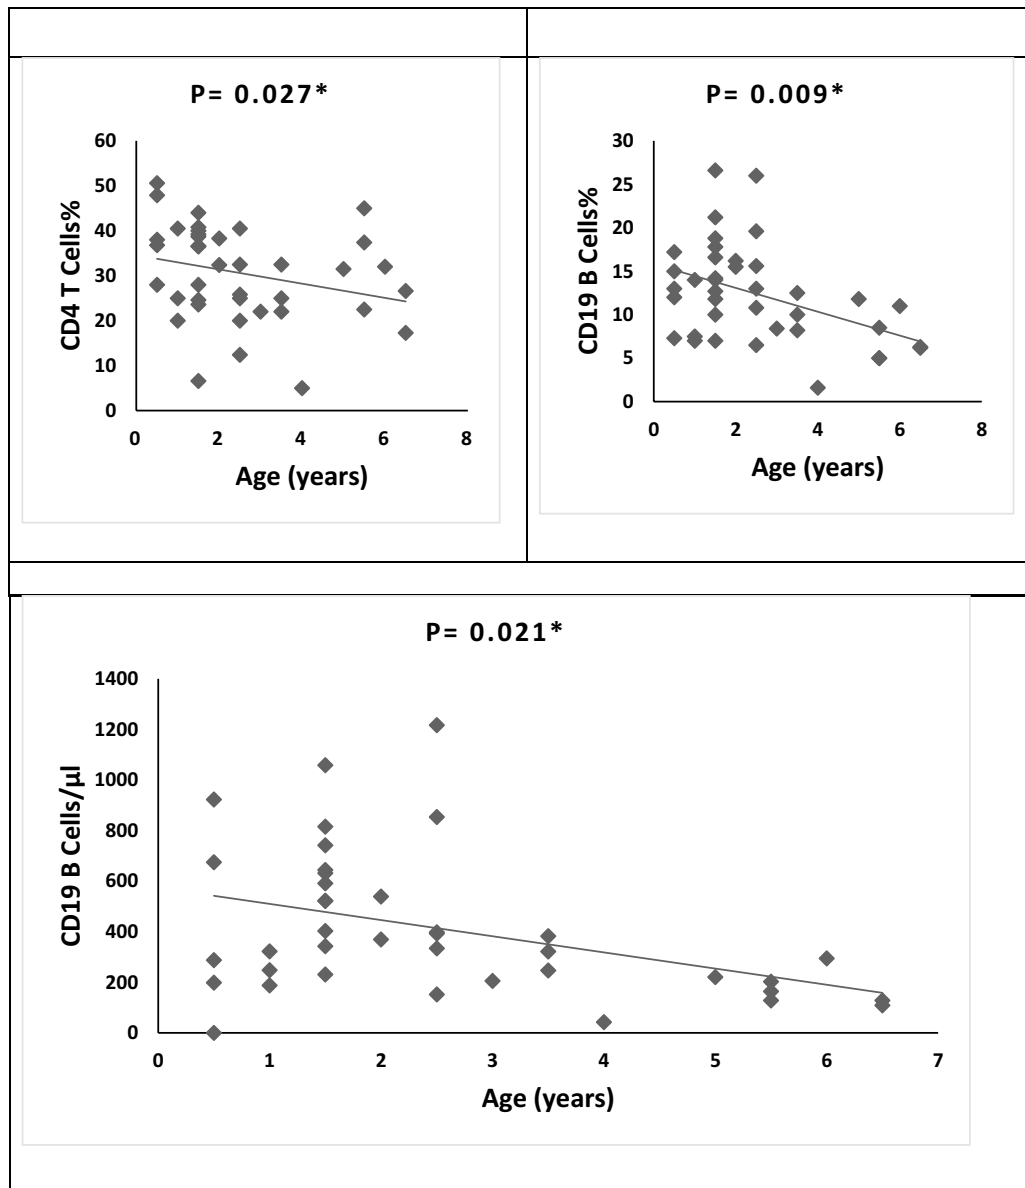 P= 0.027*
60
50
40
30
20
10
0
CD4 T Cells%
0 2 4 6 8
Age (years)
P= 0.009*
30
25
20
15
10
5
0
CD19 B Cells%
0 2 4 6 8
Age (years)
P= 0.021*
1400
1200
1000
800
600
400
200
0
CD19 B Cells/µl
0 1 2 3 4 5 6 7
Age (years)